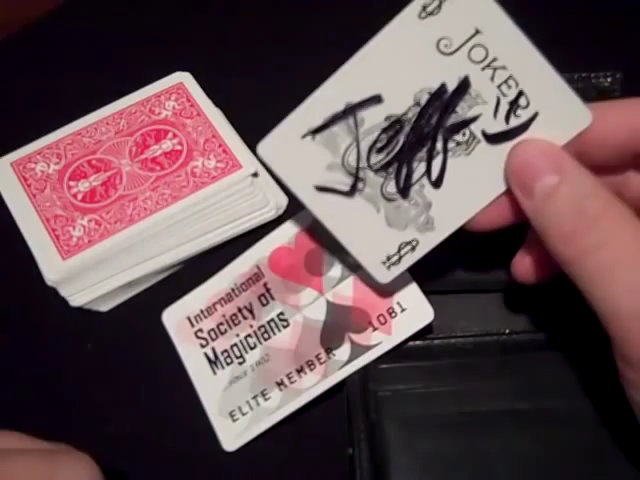 JOKER
Jeff
International
Society of
Magicians
since 1902
ELITE MEMBER 1081